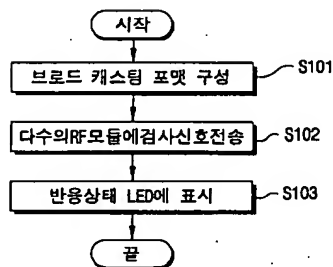 시작
브로드 캐스팅 포맷 구성
S101
다수의RF모듈에검사신호전송
S102
반응상태 LED에 표시
S103
끝